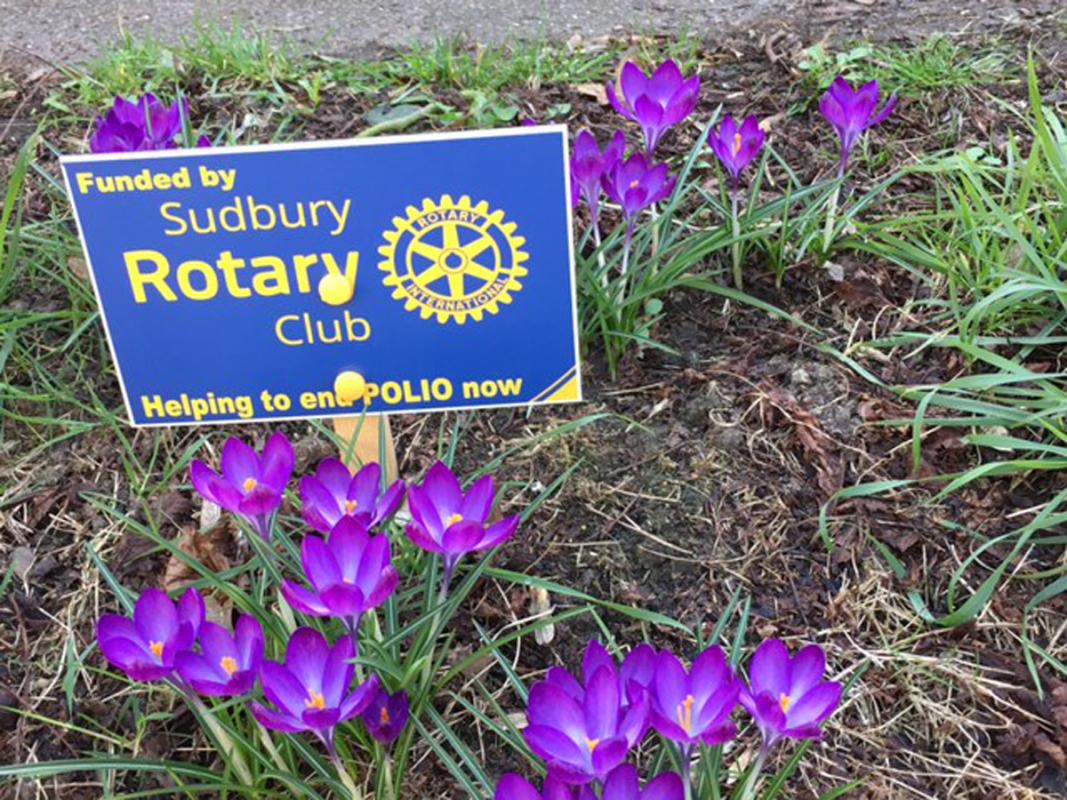 Funded by
Sudbury
Rotary
Club
ROTARY
INTERNATIONAL
Helping to end POLIO now